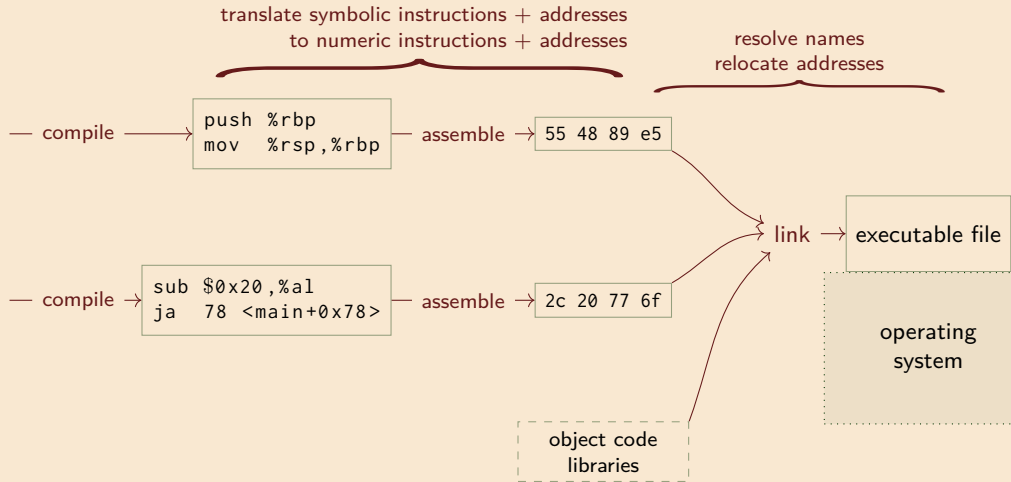 translate symbolic instructions + addresses
to numeric instructions + addresses
resolve names
relocate addresses
compile
push %rbp
mov %rsp,%rbp
assemble
55 48 89 e5
link
executable file
compile
sub $0x20,%al
ja 78 <main+0x78>
assemble
2c 20 77 6f
operating
system
object code
libraries